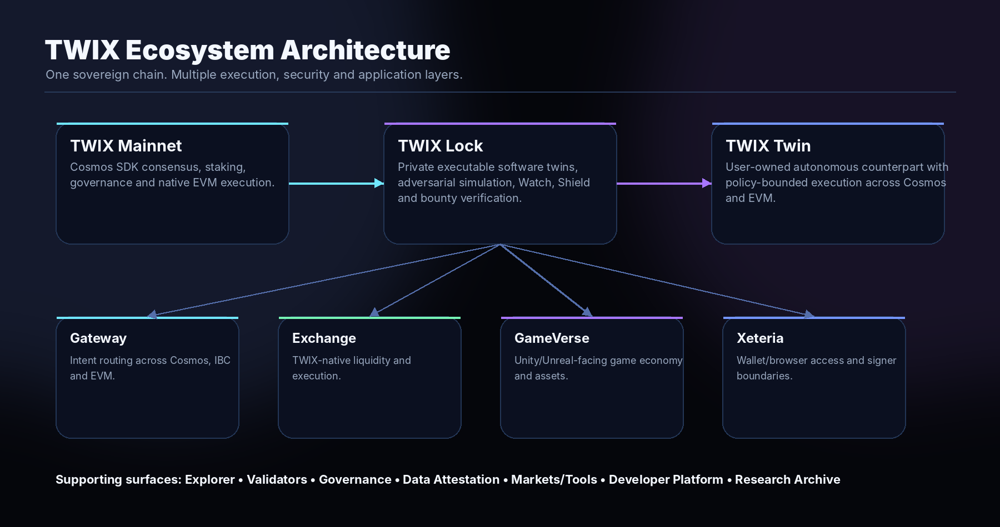 TWIX Ecosystem Architecture
One sovereign chain. Multiple execution, security and application layers.
TWIX Mainnet
Cosmos SDK consensus, staking,
governance and native EVM execution.
TWIX Lock
Private executable software twins,
adversarial simulation, Watch, Shield
and bounty verification.
TWIX Twin
User-owned autonomous counterpart with
policy-bounded execution across Cosmos
and EVM.
Gateway
Intent routing across Cosmos, IBC
and EVM.
Exchange
TWIX-native liquidity and
execution.
GameVerse
Unity/Unreal-facing game economy
and assets.
Xeteria
Wallet/browser access and signer
boundaries.
Supporting surfaces: Explorer • Validators • Governance • Data Attestation • Markets/Tools • Developer Platform • Research Archive